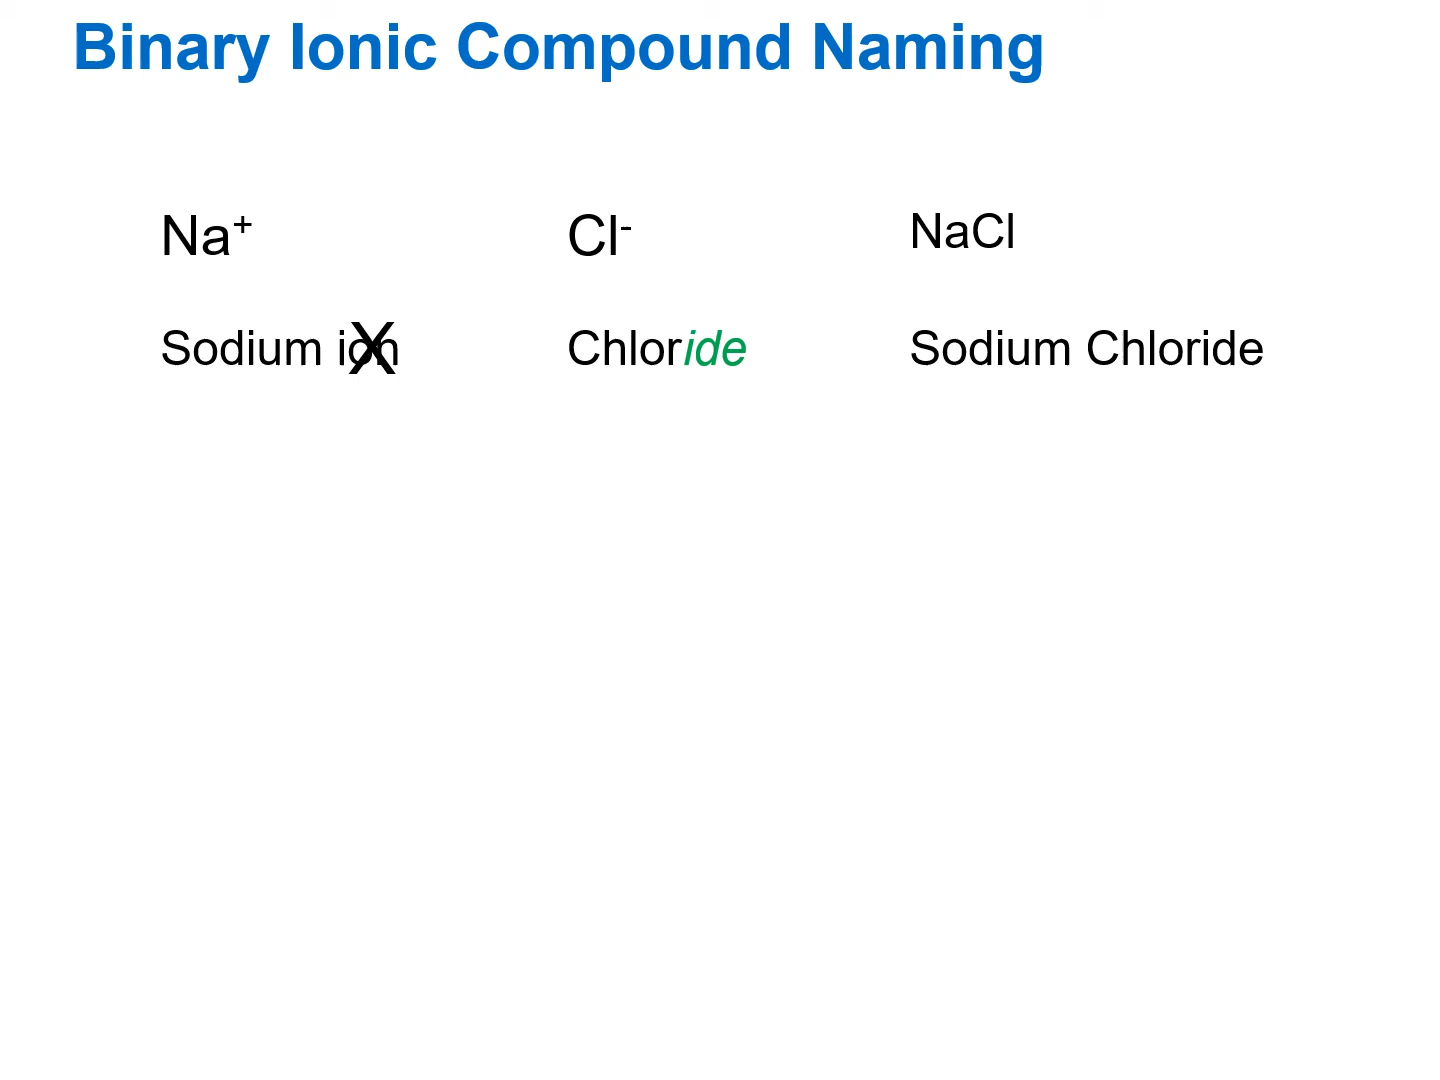 Binary Ionic Compound Naming
Na⁺ Cl⁻ NaCl
Sodium ion X Chloride Sodium Chloride